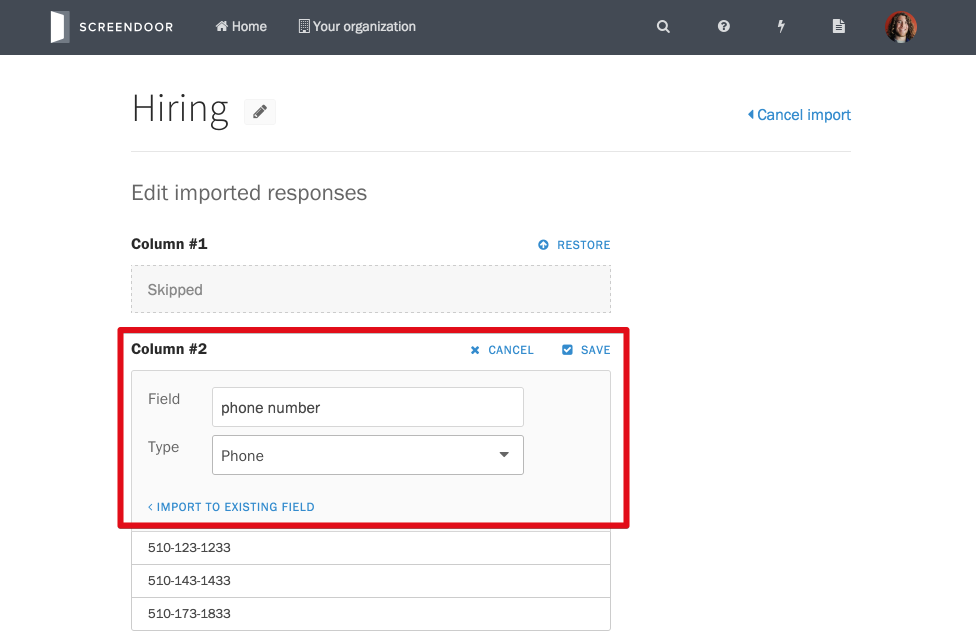 SCREENDOOR Home Your organization
Hiring
Cancel import
Edit imported responses
Column #1 RESTORE
Skipped
Column #2 CANCEL SAVE
Field phone number
Type Phone
IMPORT TO EXISTING FIELD
510-123-1233
510-143-1433
510-173-1833